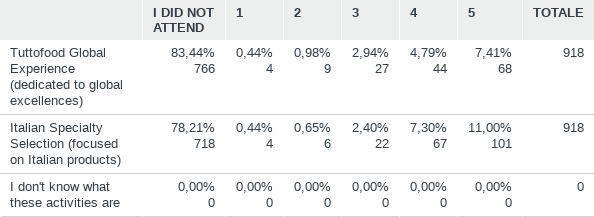 I DID NOT 1 2 3 4 5 TOTALE
ATTEND
Tuttofood Global 83,44% 0,44% 0,98% 2,94% 4,79% 7,41% 918
Experience 766 4 9 27 44 68
(dedicated to global
excellences)
Italian Specialty 78,21% 0,44% 0,65% 2,40% 7,30% 11,00% 918
Selection (focused 718 4 6 22 67 101
on Italian products)
I don't know what 0,00% 0,00% 0,00% 0,00% 0,00% 0,00% 0
these activities are 0 0 0 0 0 0